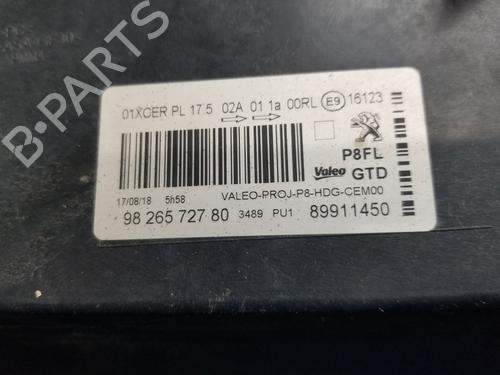 01XCER PL 17.5 02A 01 1a 00RL E9 16123
P8FL
Valeo GTD
17/08/18 5h58 VALEO-PROJ-P8-HDG-CEM00
98 265 727 80 3489 PU1 89911450
B-PARTS